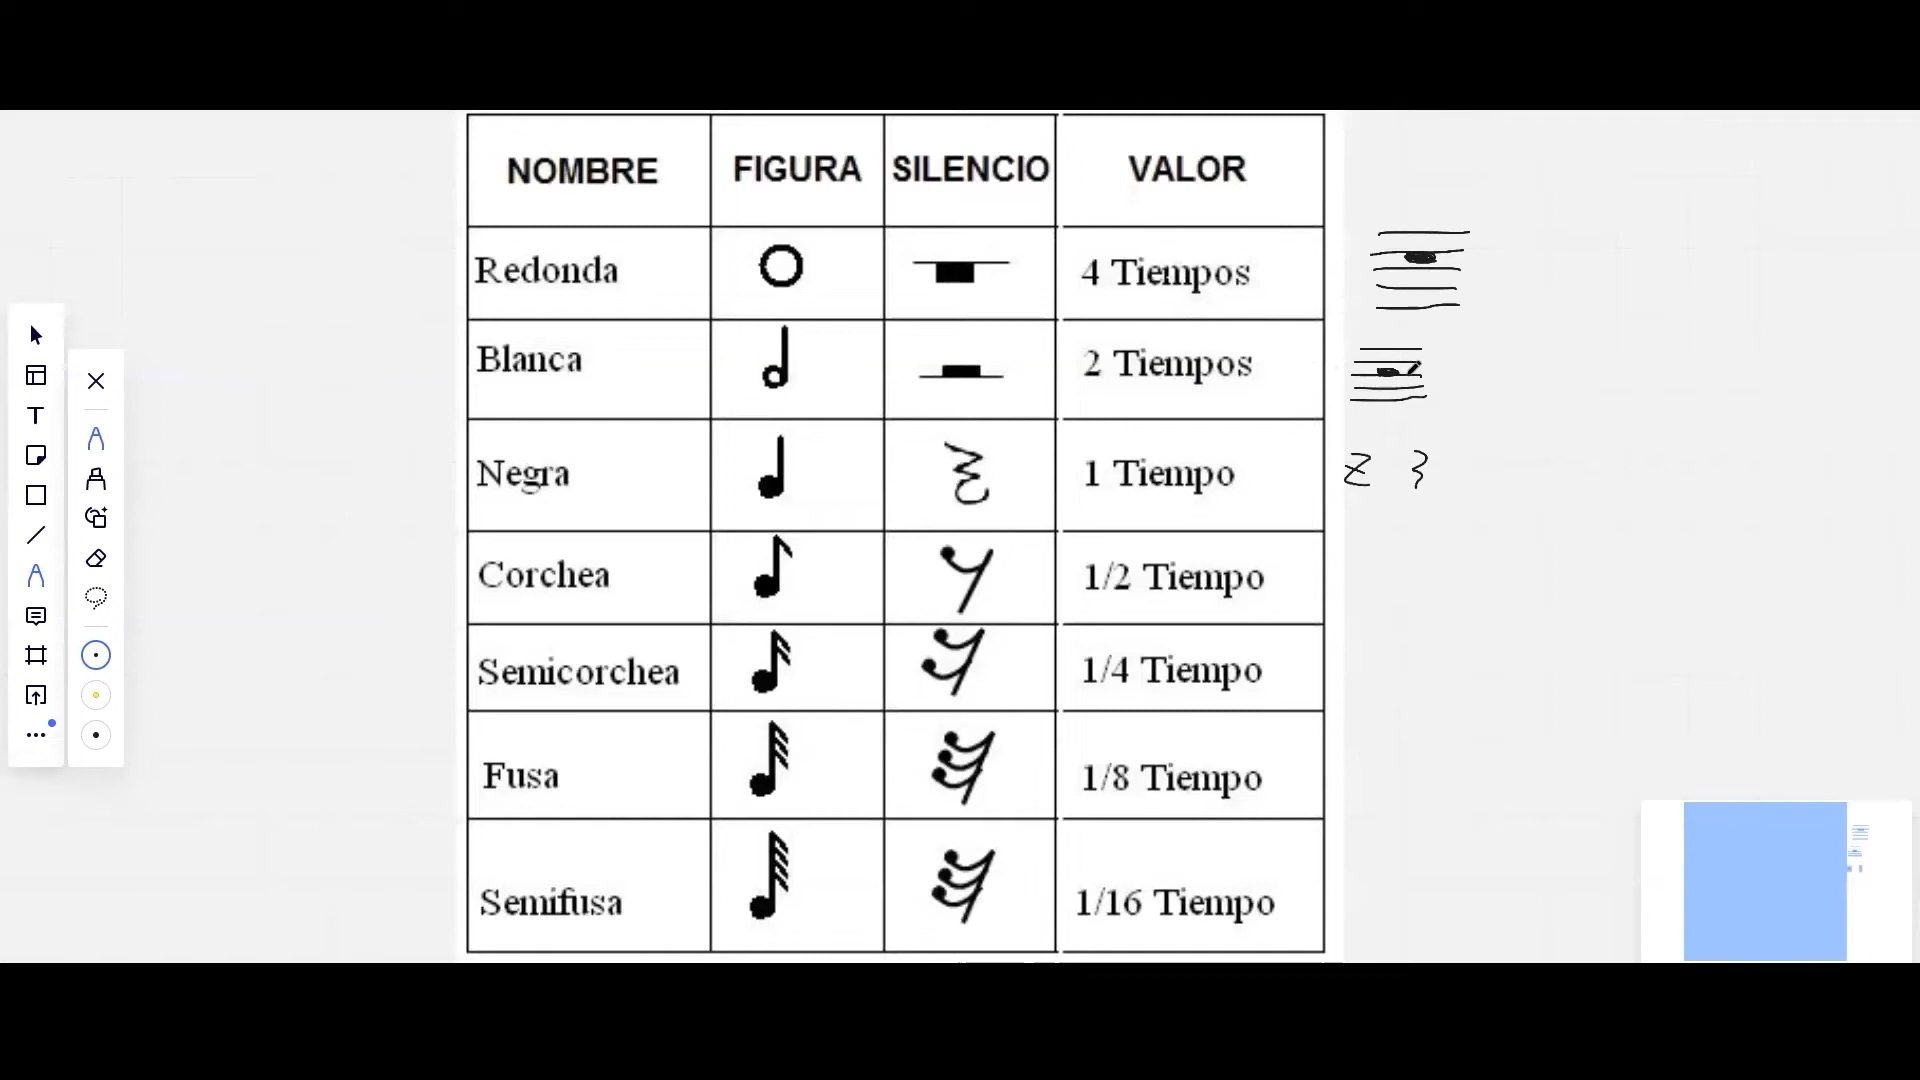 NOMBRE FIGURA SILENCIO VALOR
Redonda 4 Tiempos
Blanca 2 Tiempos
Negra 1 Tiempo
Corchea 1/2 Tiempo
Semicorchea 1/4 Tiempo
Fusa 1/8 Tiempo
Semifusa 1/16 Tiempo